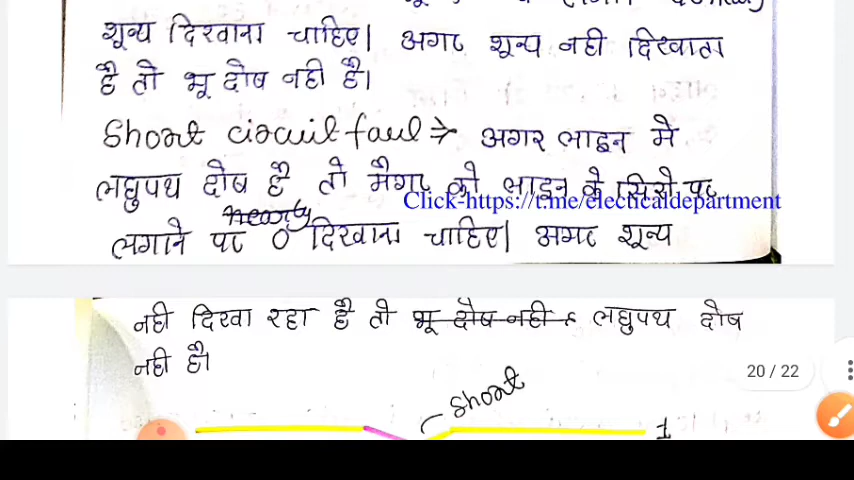 शून्य दिखाना चाहिए। अगर शून्य नही दिखाता
है तो भू दोष नही है।
Short circuit faul → अगर लाइन मे
लघुपथ दोष है तो मैगर को लाइन के सिरो पर
Click-https://t.me/electicaldepartment
nearly
लगाने पर 0 दिखाना चाहिए। अगर शून्य
नही दिखा रहा है तो भू दोष नही लघुपथ दोष
नही है।
20 / 22
short
1